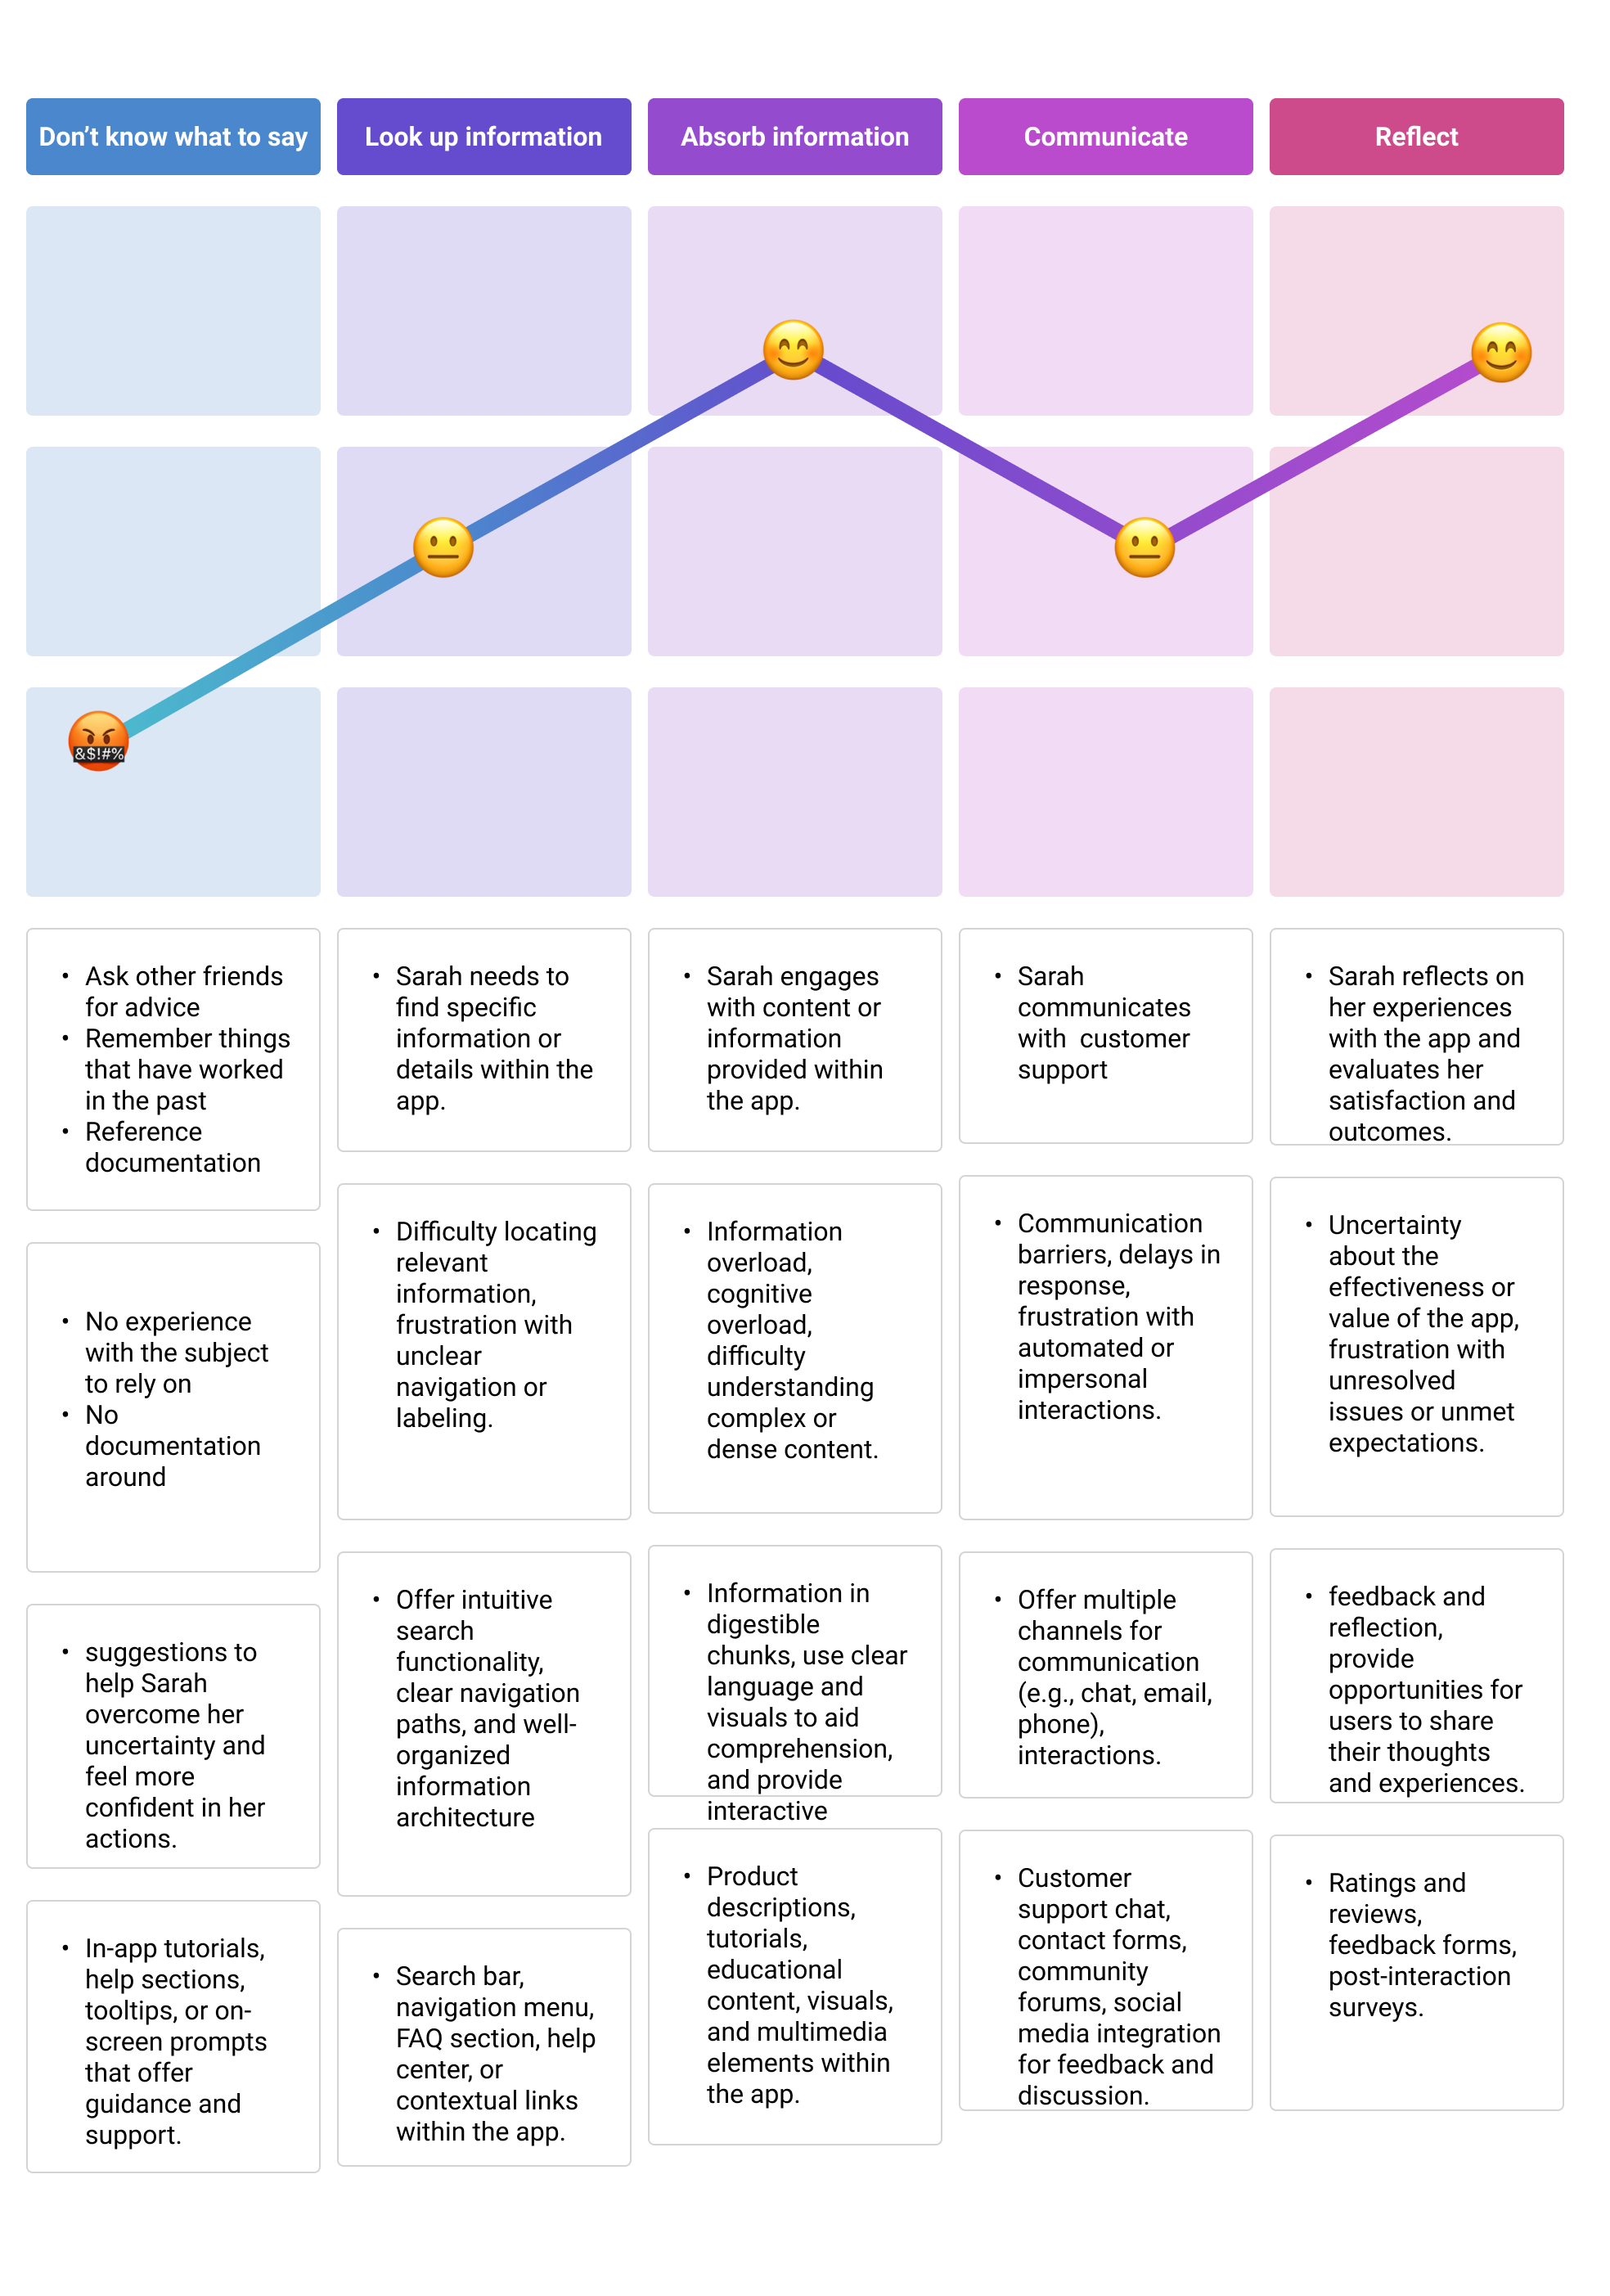 Don’t know what to say
Look up information
Absorb information
Communicate
Reflect
&$!#%
• Ask other friends
for advice
• Remember things
that have worked
in the past
• Reference
documentation
• Sarah needs to
find specific
information or
details within the
app.
• Sarah engages
with content or
information
provided within
the app.
• Sarah
communicates
with  customer
support
• Sarah reflects on
her experiences
with the app and
evaluates her
satisfaction and
outcomes.
• No experience
with the subject
to rely on
• No
documentation
around
• Difficulty locating
relevant
information,
frustration with
unclear
navigation or
labeling.
• Information
overload,
cognitive
overload,
difficulty
understanding
complex or
dense content.
• Communication
barriers, delays in
response,
frustration with
automated or
impersonal
interactions.
• Uncertainty
about the
effectiveness or
value of the app,
frustration with
unresolved
issues or unmet
expectations.
• suggestions to
help Sarah
overcome her
uncertainty and
feel more
confident in her
actions.
• Offer intuitive
search
functionality,
clear navigation
paths, and well-
organized
information
architecture
• Information in
digestible
chunks, use clear
language and
visuals to aid
comprehension,
and provide
interactive
• Offer multiple
channels for
communication
(e.g., chat, email,
phone),
interactions.
• feedback and
reflection,
provide
opportunities for
users to share
their thoughts
and experiences.
• In-app tutorials,
help sections,
tooltips, or on-
screen prompts
that offer
guidance and
support.
• Search bar,
navigation menu,
FAQ section, help
center, or
contextual links
within the app.
• Product
descriptions,
tutorials,
educational
content, visuals,
and multimedia
elements within
the app.
• Customer
support chat,
contact forms,
community
forums, social
media integration
for feedback and
discussion.
• Ratings and
reviews,
feedback forms,
post-interaction
surveys.